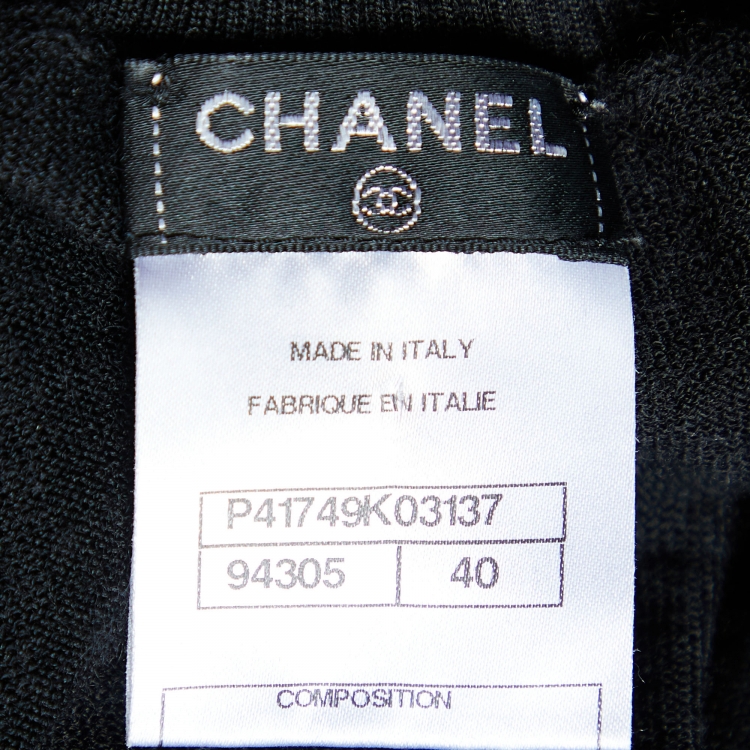 CHANEL
MADE IN ITALY
FABRIQUE EN ITALIE
P41749K03137
94305 40
COMPOSITION